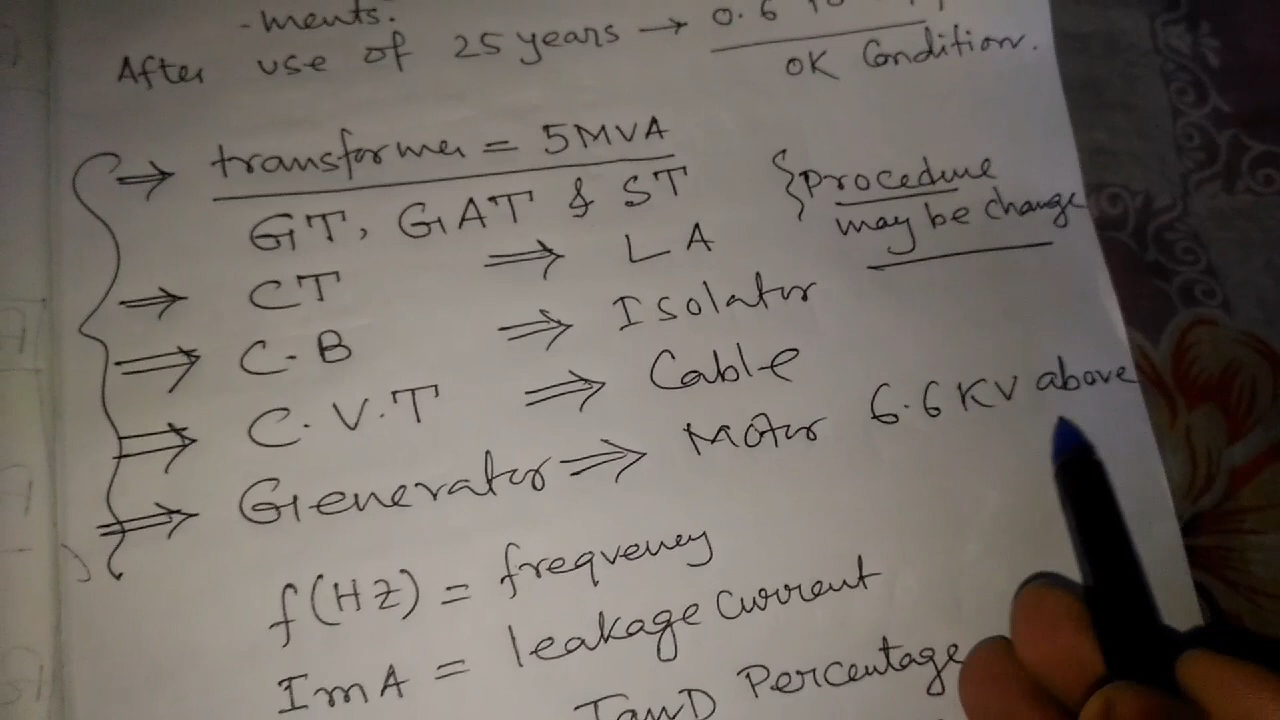 -ments.
After use of 25 years → 0.6
OK Condition.
⇒ transformer = 5MVA
GT, GAT & ST
{Procedure
may be change
⇒ CT ⇒ LA
⇒ C-B ⇒ Isolator
⇒ C.V.T ⇒ Cable
⇒ Generator ⇒ Motor 6.6 KV above
f(HZ) = frequency
ImA = leakage Current
TanD Percentage